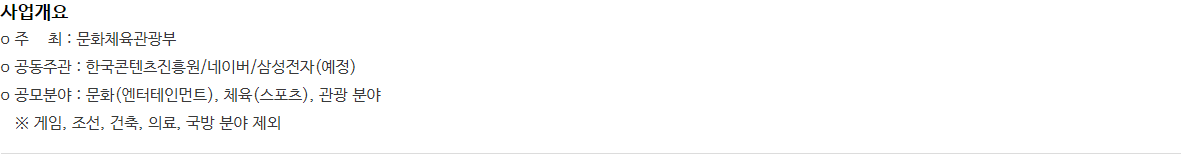 사업개요
ο 주 최 : 문화체육관광부
ο 공동주관 : 한국콘텐츠진흥원/네이버/삼성전자(예정)
ο 공모분야 : 문화(엔터테인먼트), 체육(스포츠), 관광 분야
※ 게임, 조선, 건축, 의료, 국방 분야 제외